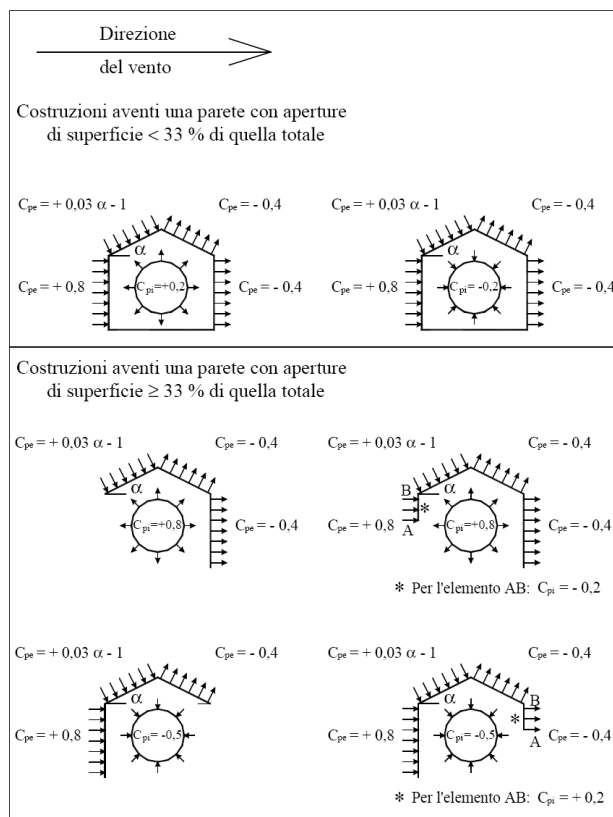 Direzione
del vento
Costruzioni aventi una parete con aperture
di superficie < 33 % di quella totale
Cpe = + 0,03 α - 1
Cpe = - 0,4
Cpe = + 0,03 α - 1
Cpe = - 0,4
α
α
Cpe = + 0,8
Cpi=+0,2
Cpe = - 0,4
Cpe = + 0,8
Cpi= -0,2
Cpe = - 0,4
Costruzioni aventi una parete con aperture
di superficie ≥ 33 % di quella totale
Cpe = + 0,03 α - 1
Cpe = - 0,4
Cpe = + 0,03 α - 1
Cpe = - 0,4
α
B
α
*
Cpi=+0,8
Cpe = - 0,4
Cpe = + 0,8
A
Cpi=+0,8
Cpe = - 0,4
* Per l'elemento AB: Cpi = - 0,2
Cpe = + 0,03 α - 1
Cpe = - 0,4
Cpe = + 0,03 α - 1
Cpe = - 0,4
α
α
B
*
Cpe = + 0,8
Cpi= -0,5
Cpe = + 0,8
Cpi= -0,5
A
Cpe = - 0,4
* Per l'elemento AB: Cpi = + 0,2